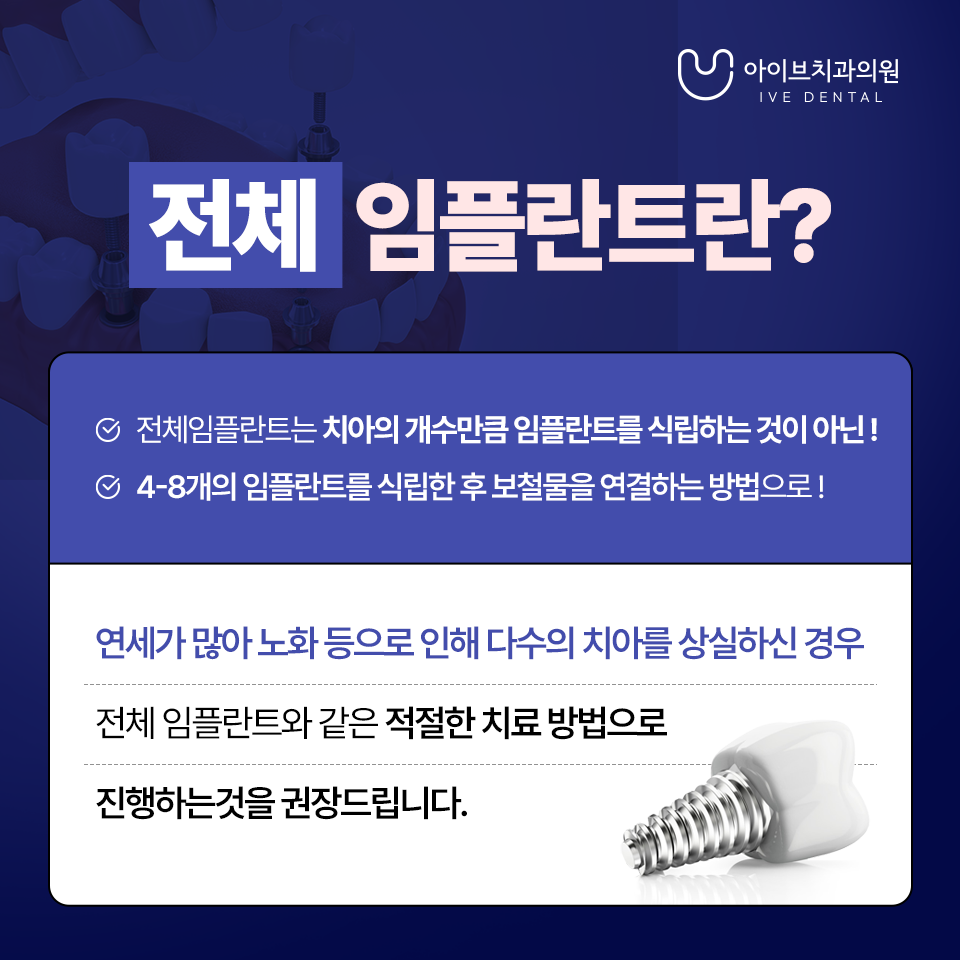 아이브치과의원
IVE DENTAL
전체 임플란트란?
전체임플란트는 치아의 개수만큼 임플란트를 식립하는 것이 아닌 !
4-8개의 임플란트를 식립한 후 보철물을 연결하는 방법으로 !
연세가 많아 노화 등으로 인해 다수의 치아를 상실하신 경우
전체 임플란트와 같은 적절한 치료 방법으로
진행하는것을 권장드립니다.